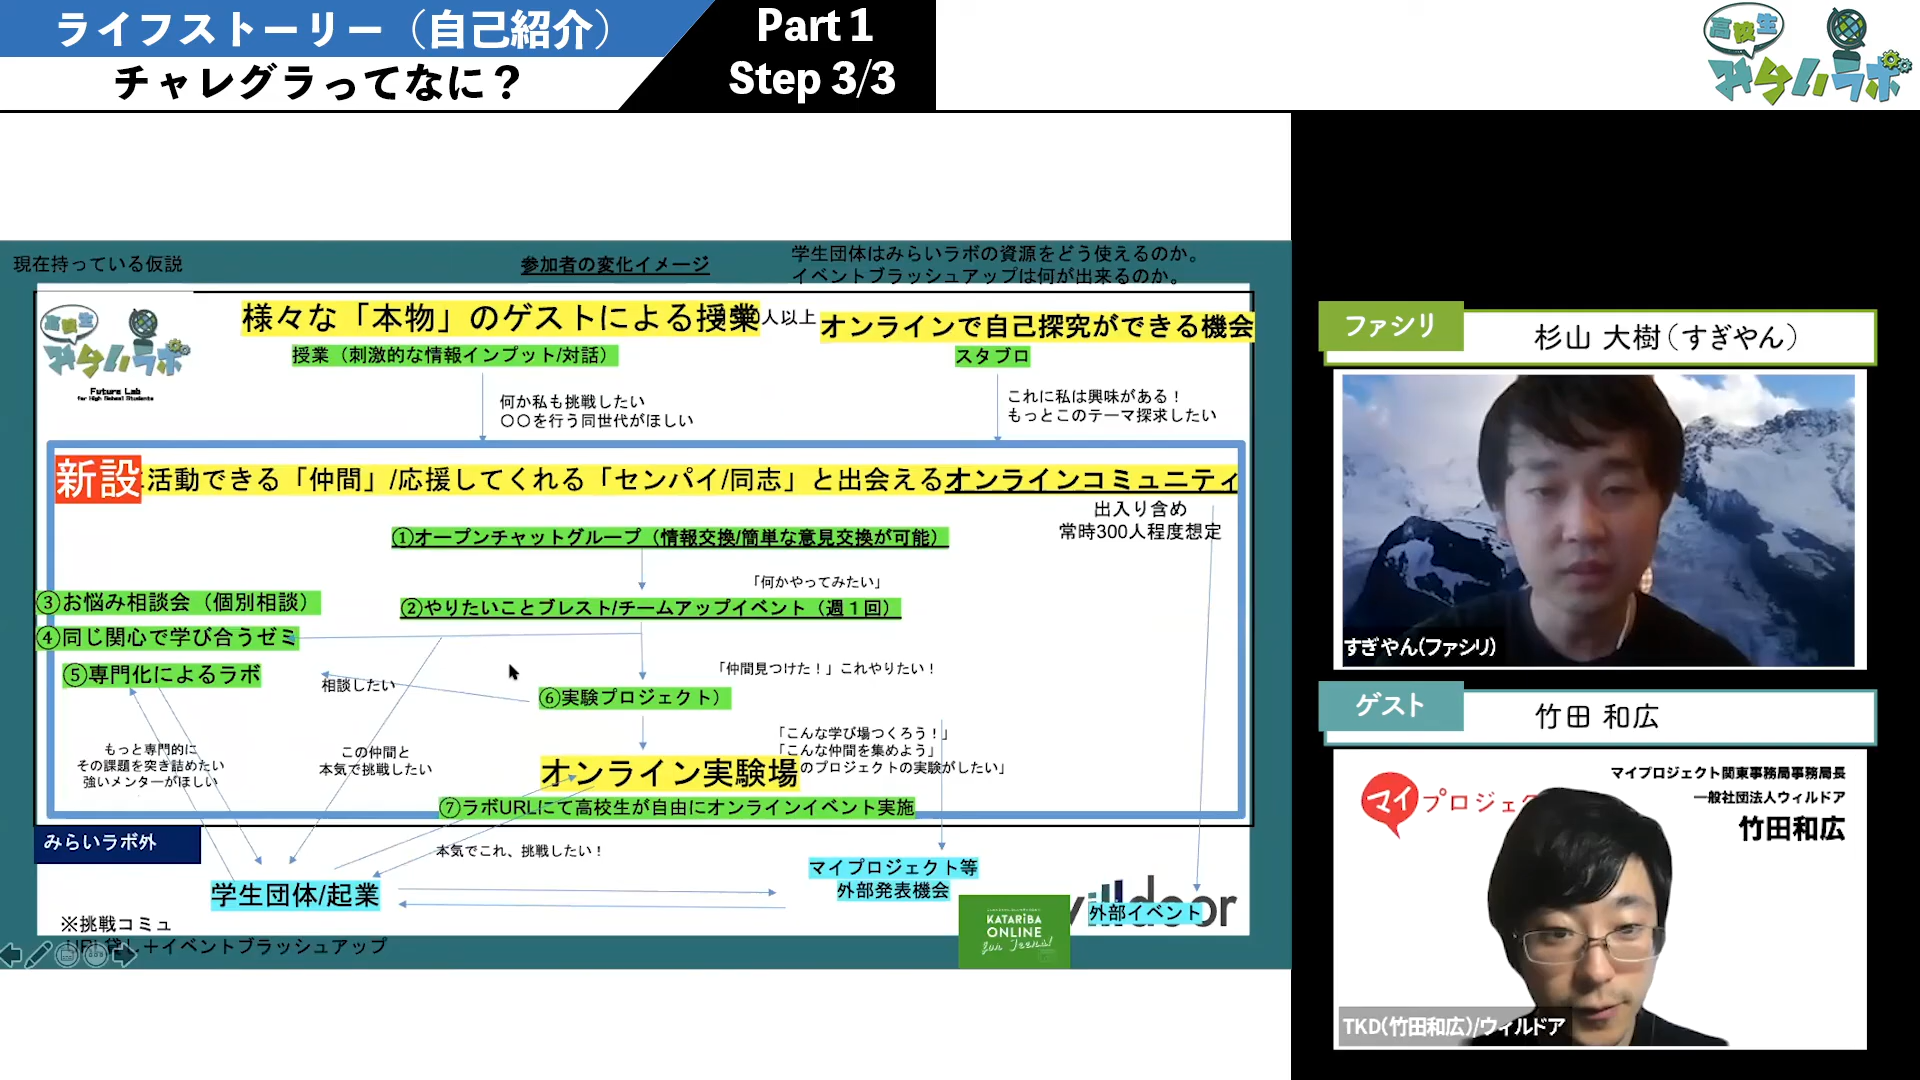 ライフストーリー（自己紹介）
チャレグラってなに？
Part 1
Step 3/3
高校生
みらいラボ
現在持っている仮説
参加者の変化イメージ
学生団体はみらいラボの資源をどう使えるのか。
イベントブラッシュアップは何が出来るのか。
高校生
みらいラボ
Future Lab
for High School Students
様々な「本物」のゲストによる授業
人以上
オンラインで自己探究ができる機会
授業（刺激的な情報インプット/対話）
スタプロ
何か私も挑戦したい
〇〇を行う同世代がほしい
これに私は興味がある！
もっとこのテーマ探求したい
新設
活動できる「仲間」/応援してくれる「センパイ/同志」と出会えるオンラインコミュニティ
出入り含め
常時300人程度想定
①オープンチャットグループ（情報交換/簡単な意見交換が可能）
「何かやってみたい」
②やりたいことブレスト/チームアップイベント（週１回）
③お悩み相談会（個別相談）
④同じ関心で学び合うゼミ
⑤専門化によるラボ
相談したい
「仲間見つけた！」これやりたい！
⑥実験プロジェクト）
「こんな学び場つくろう！」
「こんな仲間を集めよう」
のプロジェクトの実験がしたい」
もっと専門的に
その課題を突き詰めたい
強いメンターがほしい
この仲間と
本気で挑戦したい
オンライン実験場
⑦ラボURLにて高校生が自由にオンラインイベント実施
みらいラボ外
本気でこれ、挑戦したい！
学生団体/起業
マイプロジェクト等
外部発表機会
外部イベント
KATARiBA
ONLINE
for Teens!
※挑戦コミュ
URL貸し＋イベントブラッシュアップ
ファシリ
杉山 大樹（すぎやん）
すぎやん(ファシリ)
ゲスト
竹田 和広
マイプロジェク
マイプロジェクト関東事務局事務局長
一般社団法人ウィルドア
竹田和広
TKD(竹田和広)/ウィルドア